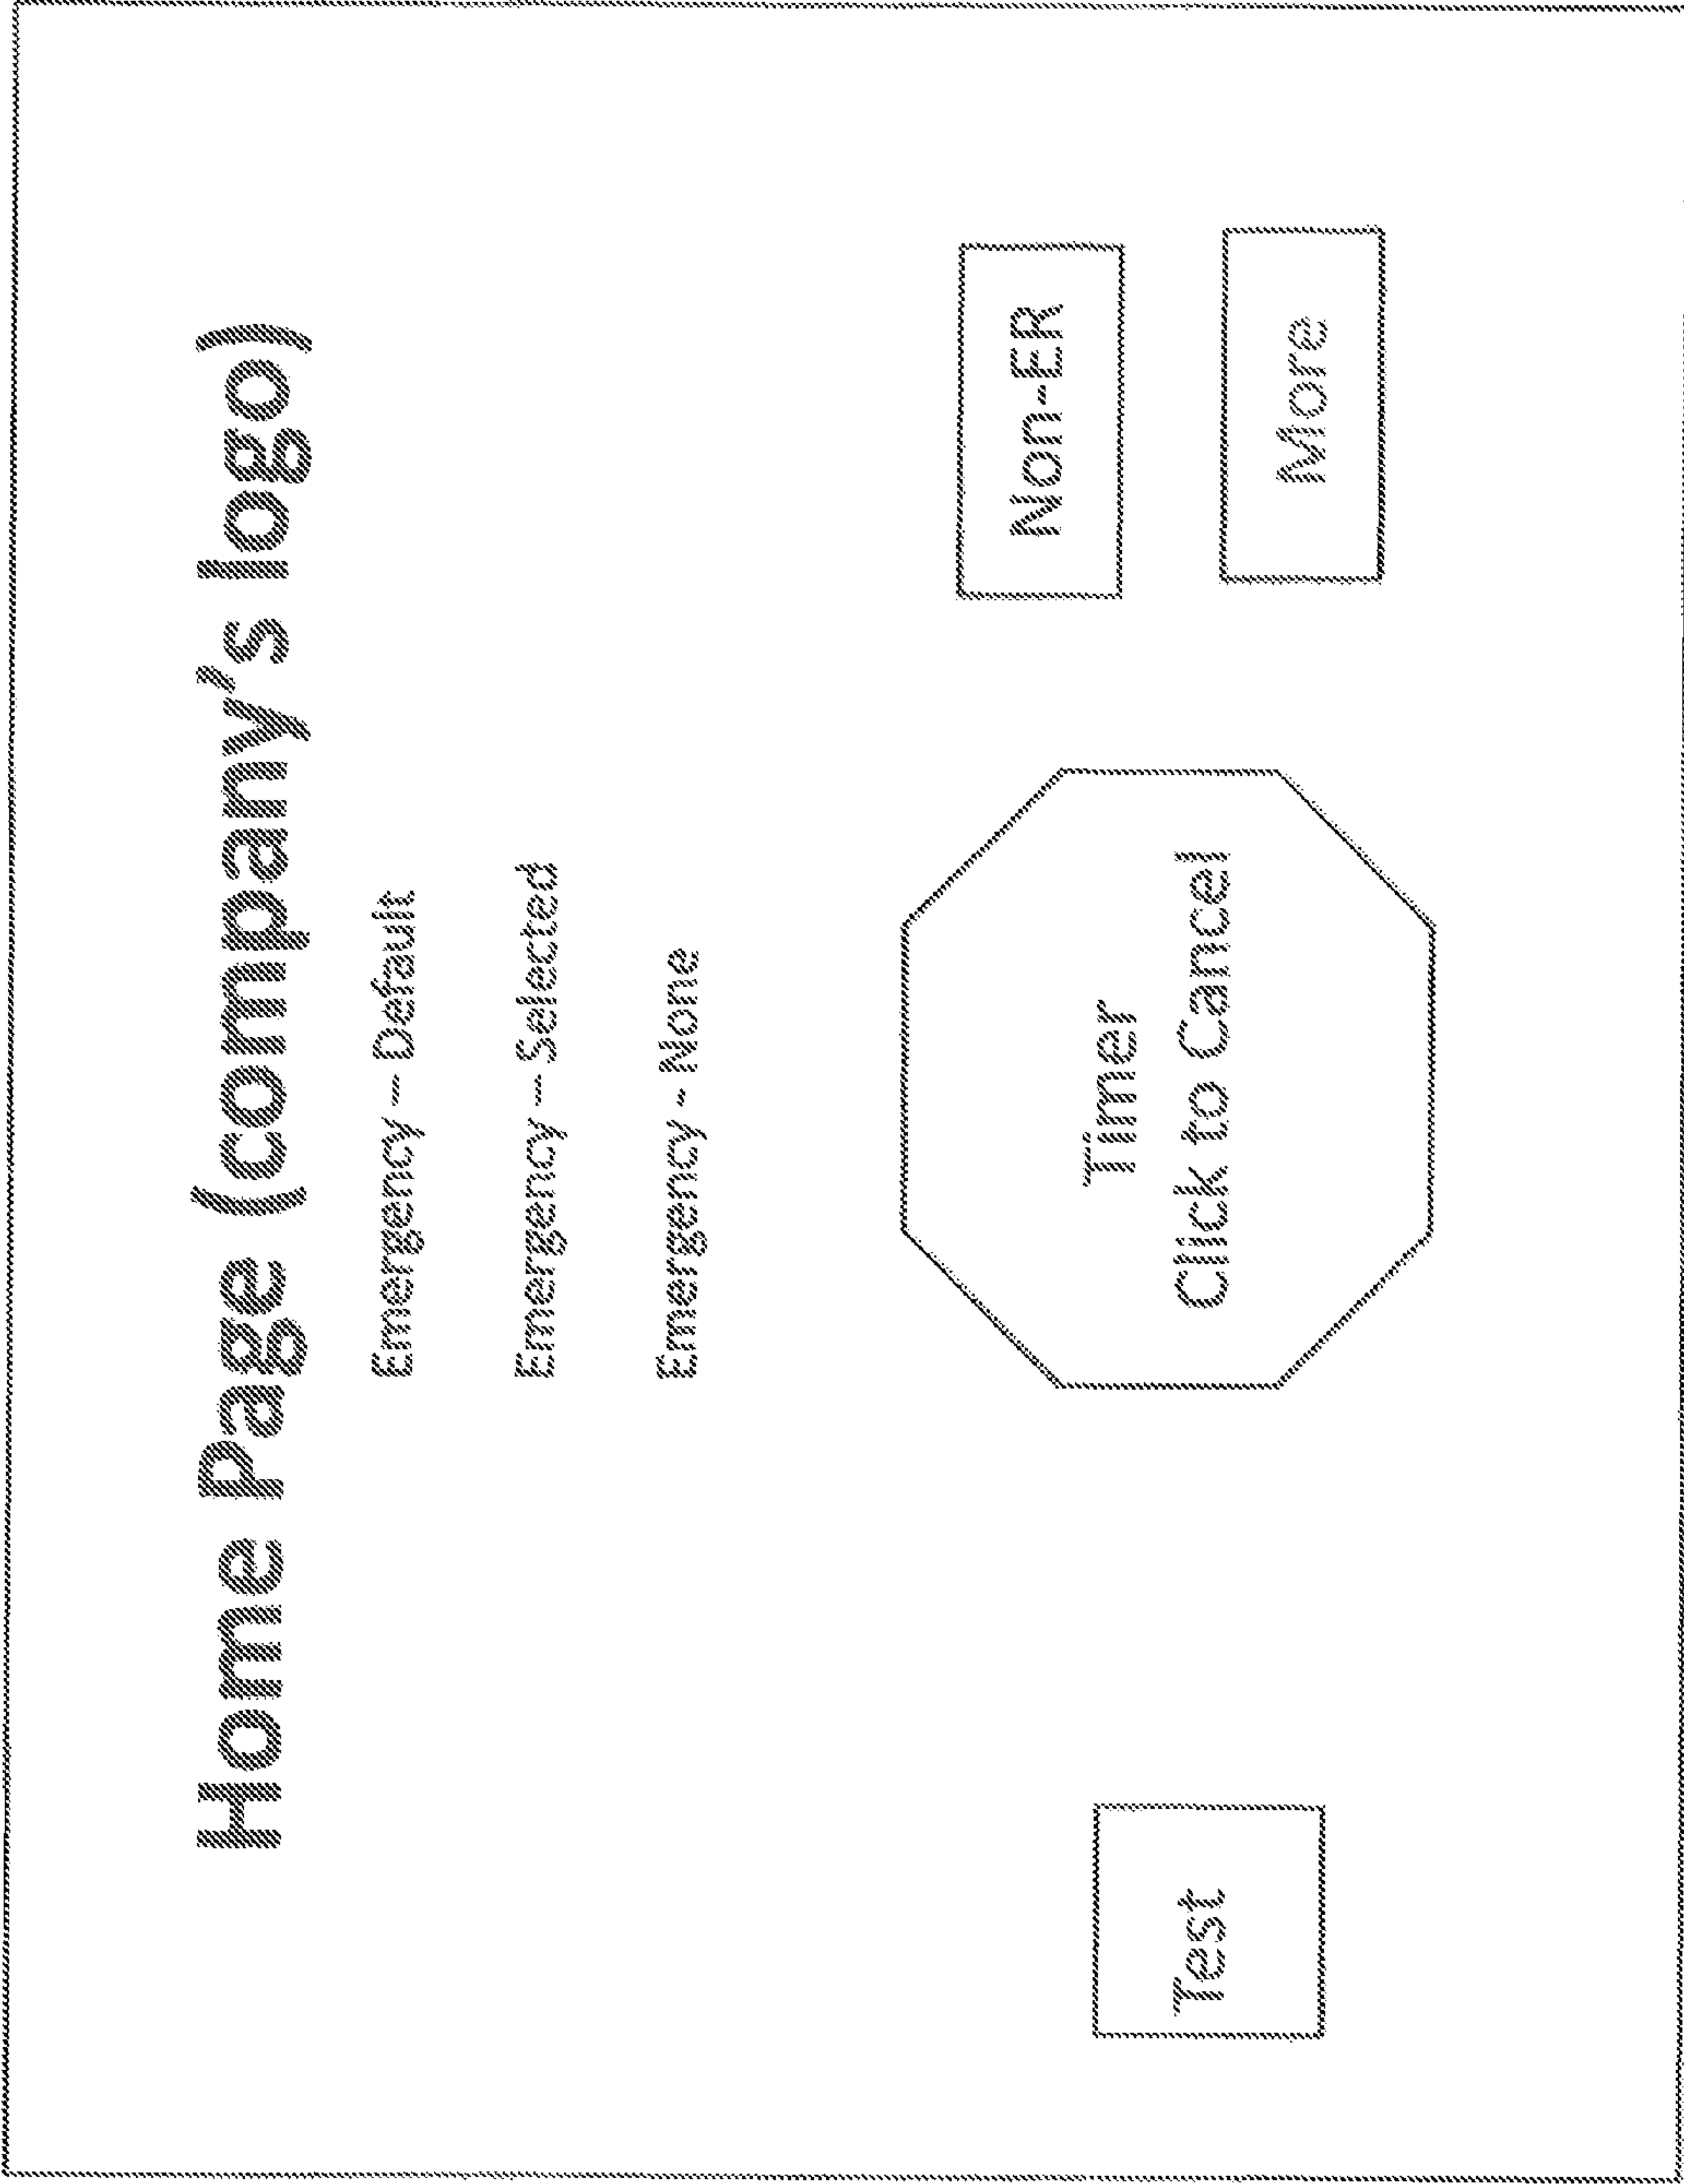 Home Page (company's logo)
Emergency – Default
Emergency – Selected
Emergency - None
Test
Timer
Click to Cancel
Non-ER
More